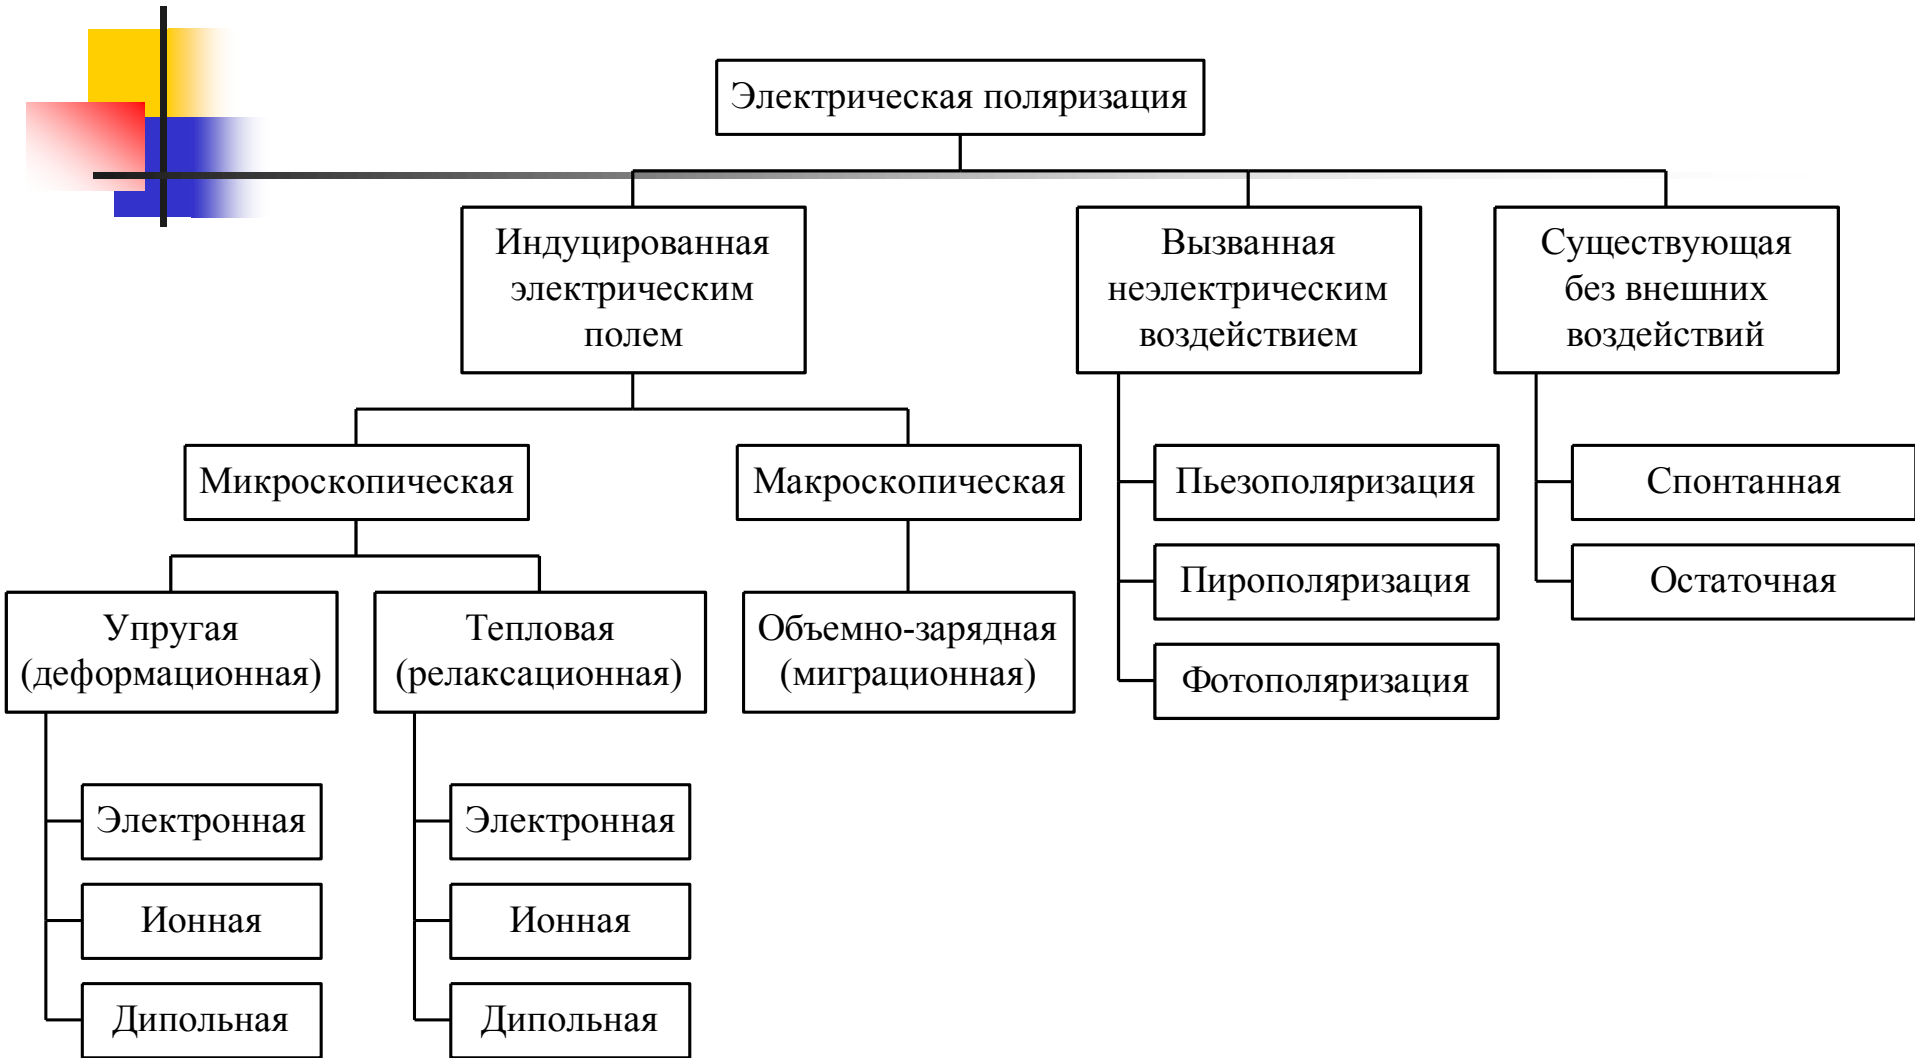 Электрическая поляризация
Индуцированная
электрическим
полем
Вызванная
неэлектрическим
воздействием
Существующая
без внешних
воздействий
Микроскопическая
Макроскопическая
Пьезополяризация
Пирополяризация
Фотополяризация
Спонтанная
Остаточная
Упругая
(деформационная)
Тепловая
(релаксационная)
Объемно-зарядная
(миграционная)
Электронная
Ионная
Дипольная
Электронная
Ионная
Дипольная